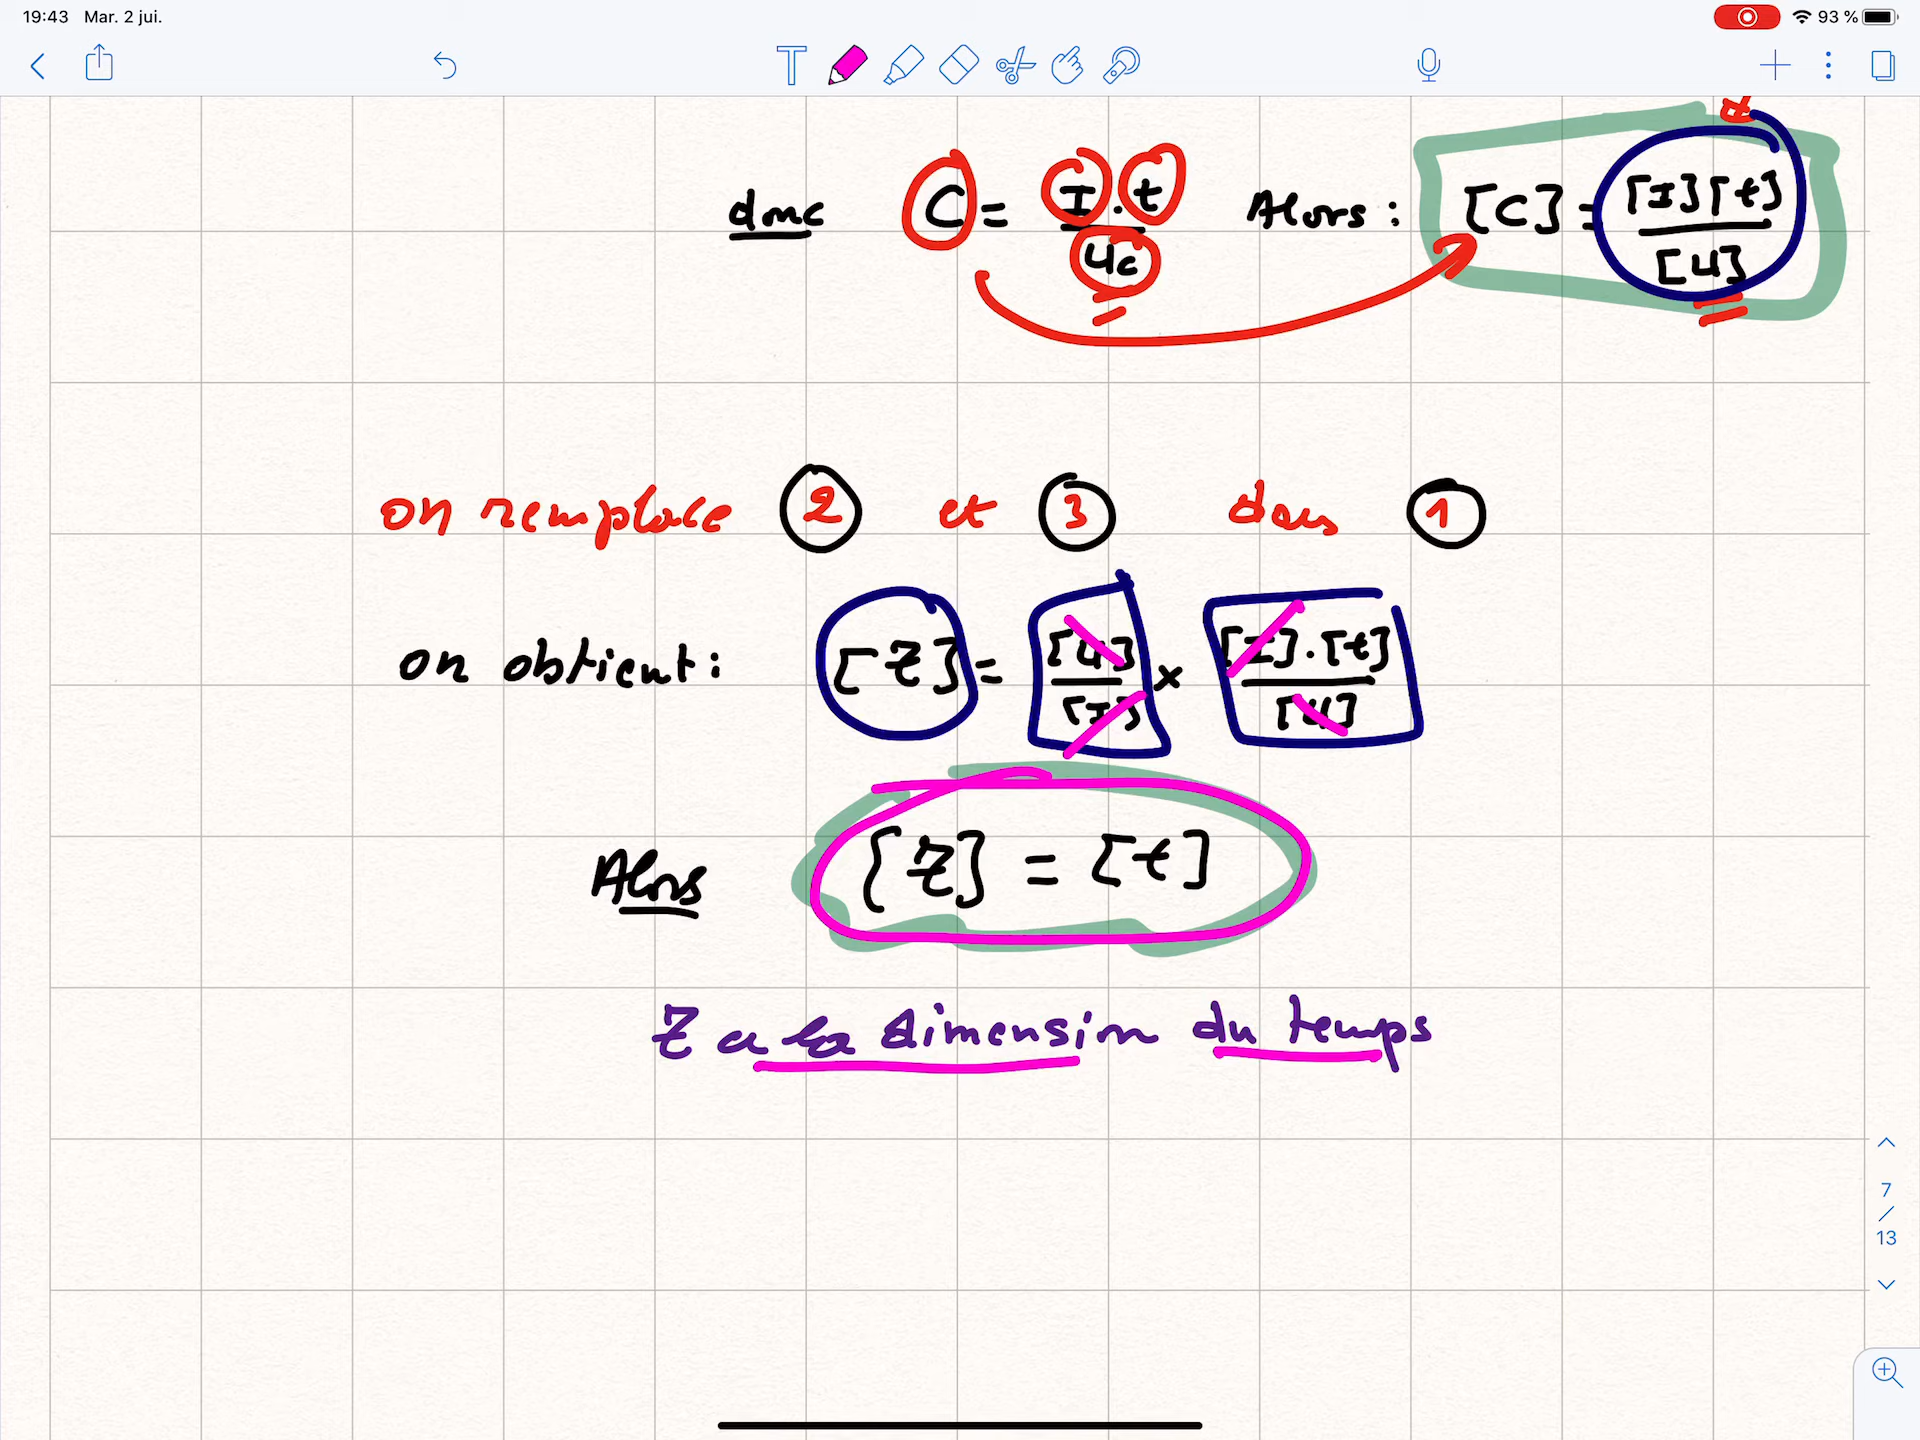 19:43 Mar. 2 jui. 93 %
donc C = I.t / Uc Alors : [C] = [I][t] / [U]
on remplace 2 et 3 dans 1
on obtient : [Z] = [U] / [I] × [I].[t] / [U]
Alors [Z] = [t]
Z a la dimension du temps
7
/
13